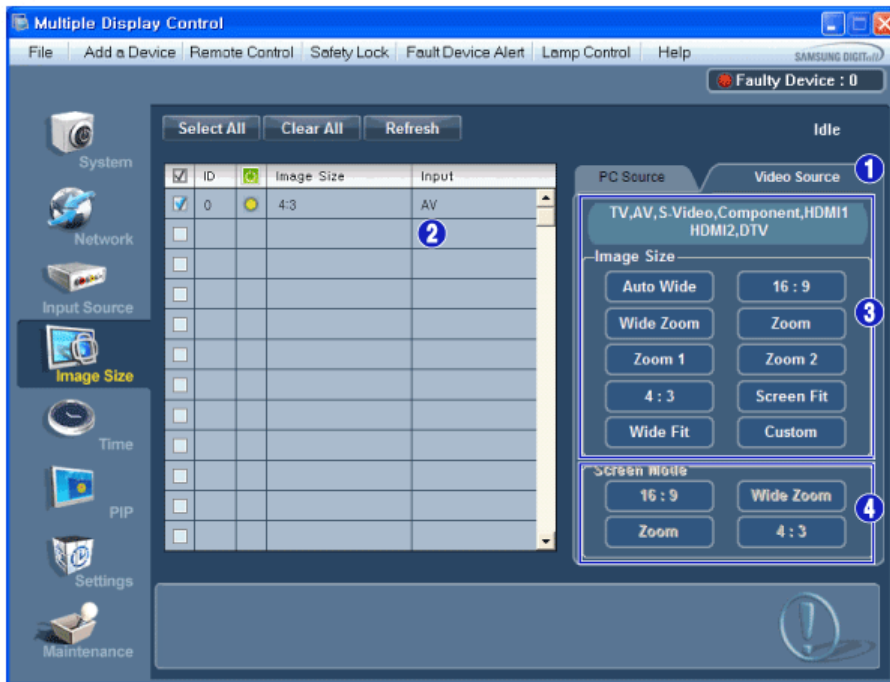 Multiple Display Control
File Add a Device Remote Control Safety Lock Fault Device Alert Lamp Control Help
SAMSUNG DIGITall
Faulty Device : 0
Select All Clear All Refresh
Idle
System
Network
Input Source
Image Size
Time
PIP
Settings
Maintenance
ID Image Size Input
0 4:3 AV
2
PC Source Video Source 1
TV,AV,S-Video,Component,HDMI1
HDMI2,DTV
Image Size
Auto Wide 16 : 9
3
Wide Zoom Zoom
Zoom 1 Zoom 2
4 : 3 Screen Fit
Wide Fit Custom
Screen Mode
16 : 9 Wide Zoom
4
Zoom 4 : 3